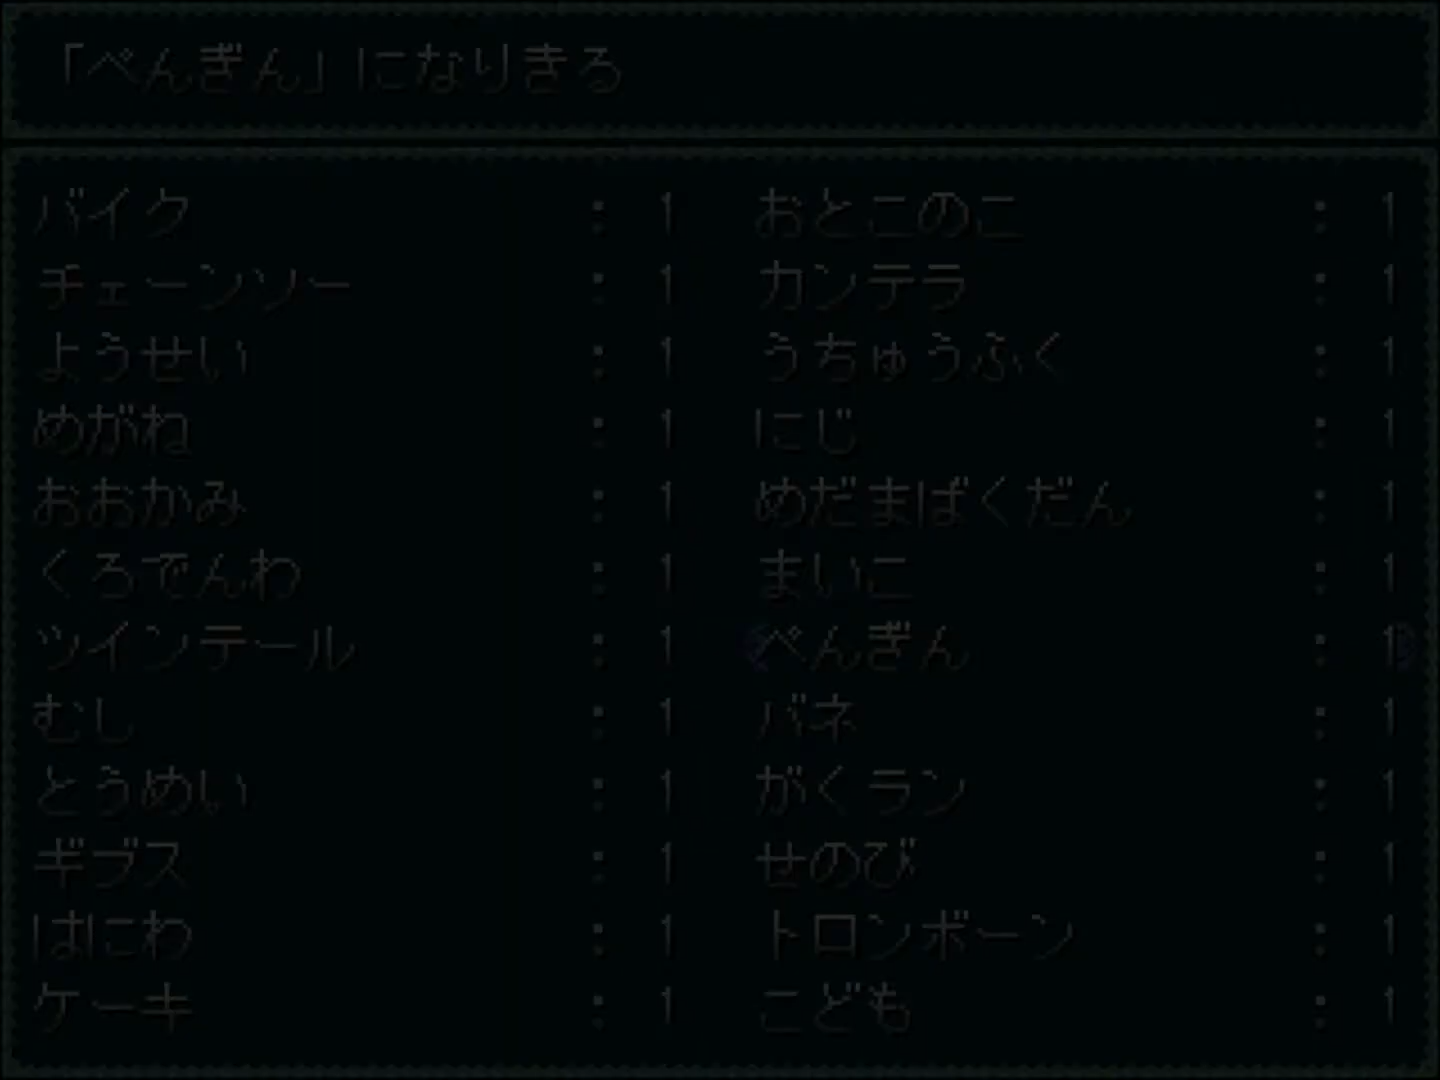 「ぺんぎん」になりきる
バイク : 1 おとこのこ : 1
チェーンソー : 1 カンテラ : 1
ようせい : 1 うちゅうふく : 1
めがね : 1 にじ : 1
おおかみ : 1 めだまばくだん : 1
くろでんわ : 1 まいこ : 1
ツインテール : 1 ぺんぎん : 1
むし : 1 バネ : 1
とうめい : 1 がくラン : 1
ギブス : 1 せのび : 1
はにわ : 1 トロンボーン : 1
ケーキ : 1 こども : 1